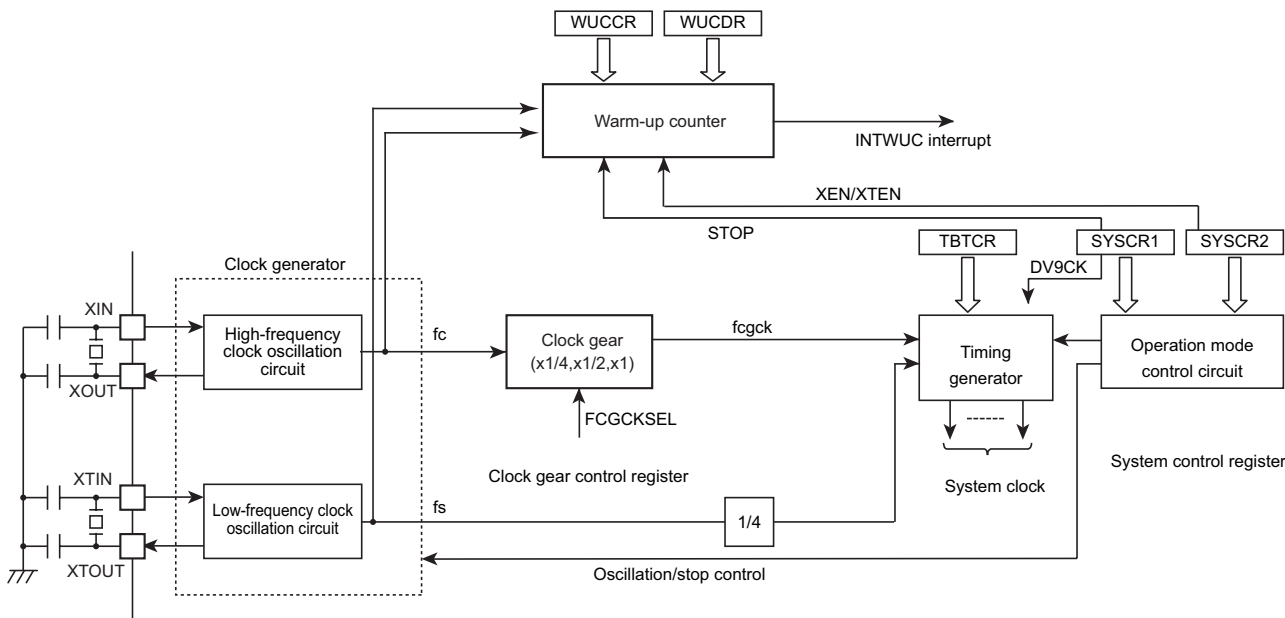 WUCCR
WUCDR
Warm-up counter
INTWUC interrupt
XEN/XTEN
STOP
TBTCR
SYSCR1
SYSCR2
Clock generator
DV9CK
XIN
High-frequency
clock oscillation
circuit
fc
Clock gear
(x1/4,x1/2,x1)
fcgck
Timing
generator
Operation mode
control circuit
XOUT
FCGCKSEL
XTIN
Clock gear control register
System clock
System control register
Low-frequency clock
oscillation circuit
fs
1/4
XTOUT
Oscillation/stop control